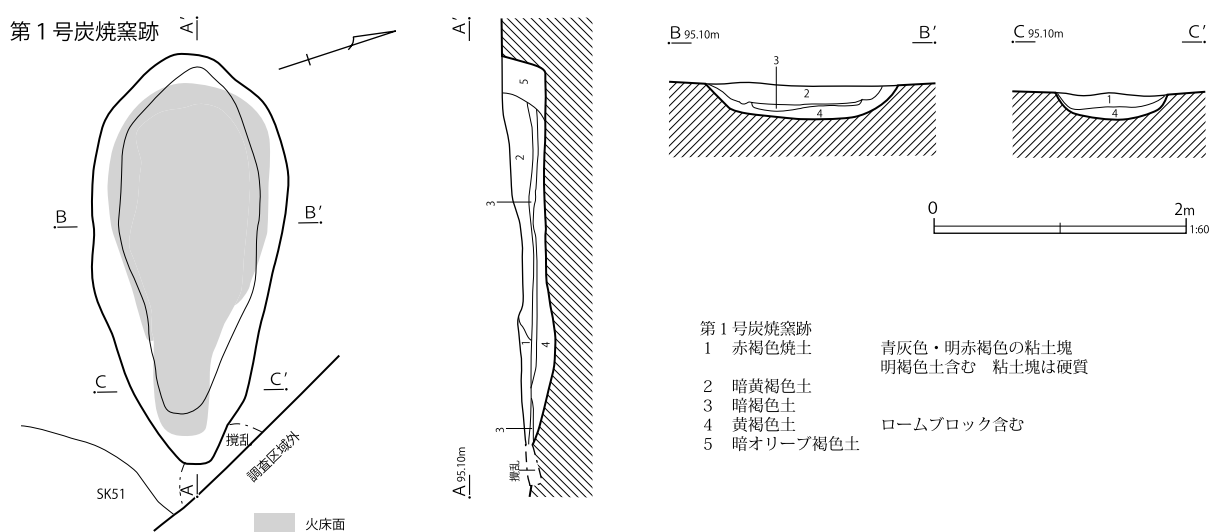 第1号炭焼窯跡
A′
B
B′
C
C′
A
SK51
撹乱
調査区域外
火床面
A′
5
2
3
1
4
3
撹乱
A 95.10m
B 95.10m
B′
3
2
4
C 95.10m
C′
1
4
0
2m
1:60
第1号炭焼窯跡
1 赤褐色焼土 青灰色・明赤褐色の粘土塊
明褐色土含む 粘土塊は硬質
2 暗黄褐色土
3 暗褐色土
4 黄褐色土 ロームブロック含む
5 暗オリーブ褐色土